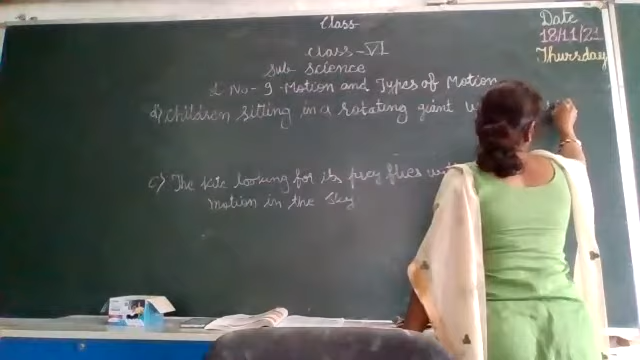 Class
Date
18/11/21
Thursday
Class-VI
Sub Science
L No- 9 Motion and Types of Motion
d) Children sitting in a rotating giant
c) The kite looking for its prey flies
Motion in the Sky